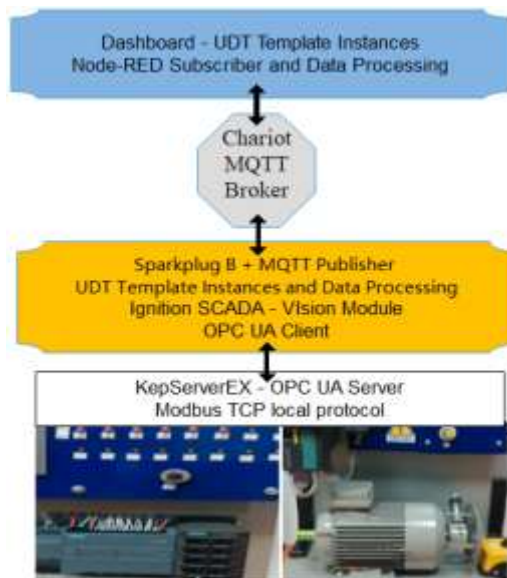 Dashboard - UDT Template Instances
Node-RED Subscriber and Data Processing
Chariot
MQTT
Broker
Sparkplug B + MQTT Publisher
UDT Template Instances and Data Processing
Ignition SCADA - VIsion Module
OPC UA Client
KepServerEX - OPC UA Server
Modbus TCP local protocol